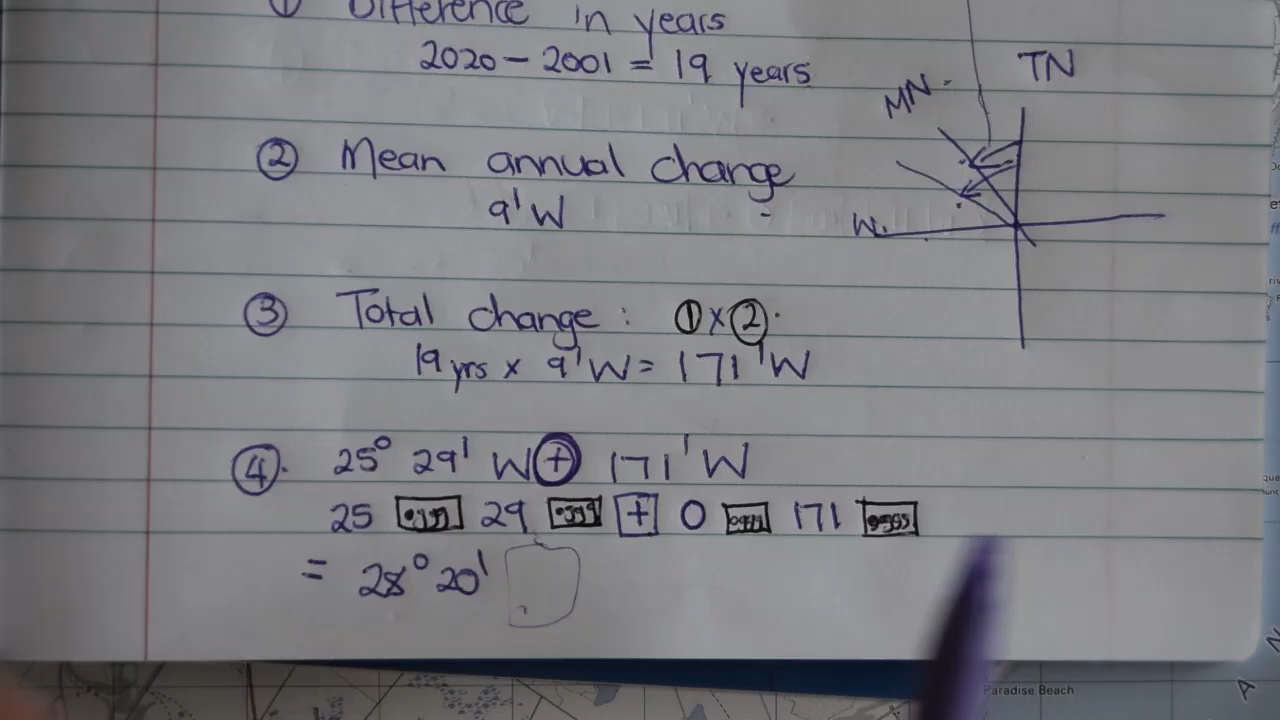 ① Difference in years
2020 - 2001 = 19 years
TN
MN
② Mean annual change
9'W
W
③ Total change : ① x ②.
19 yrs x 9'W = 171'W
④. 25° 29' W ⊕ 171' W
25 29 + 0 171
= 28° 20'
Paradise Beach
A